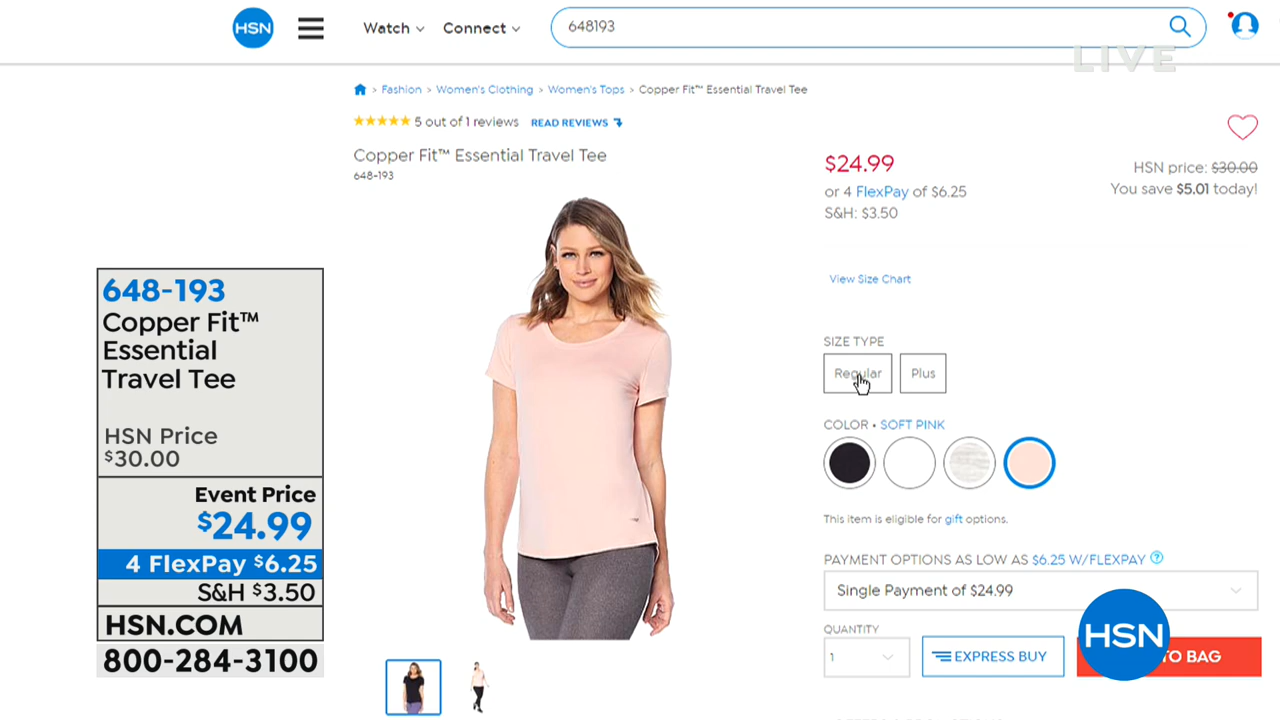 HSN
Watch
Connect
648193
LIVE
> Fashion > Women's Clothing > Women's Tops > Copper Fit™ Essential Travel Tee
5 out of 1 reviews READ REVIEWS
Copper Fit™ Essential Travel Tee
648-193
$24.99
HSN price: $30.00
or 4 FlexPay of $6.25
You save $5.01 today!
S&H: $3.50
View Size Chart
SIZE TYPE
Regular
Plus
COLOR • SOFT PINK
This item is eligible for gift options.
PAYMENT OPTIONS AS LOW AS $6.25 W/FLEXPAY ?
Single Payment of $24.99
QUANTITY
1
EXPRESS BUY
TO BAG
HSN
648-193
Copper Fit™
Essential
Travel Tee
HSN Price
$30.00
Event Price
$24.99
4 FlexPay $6.25
S&H $3.50
HSN.COM
800-284-3100